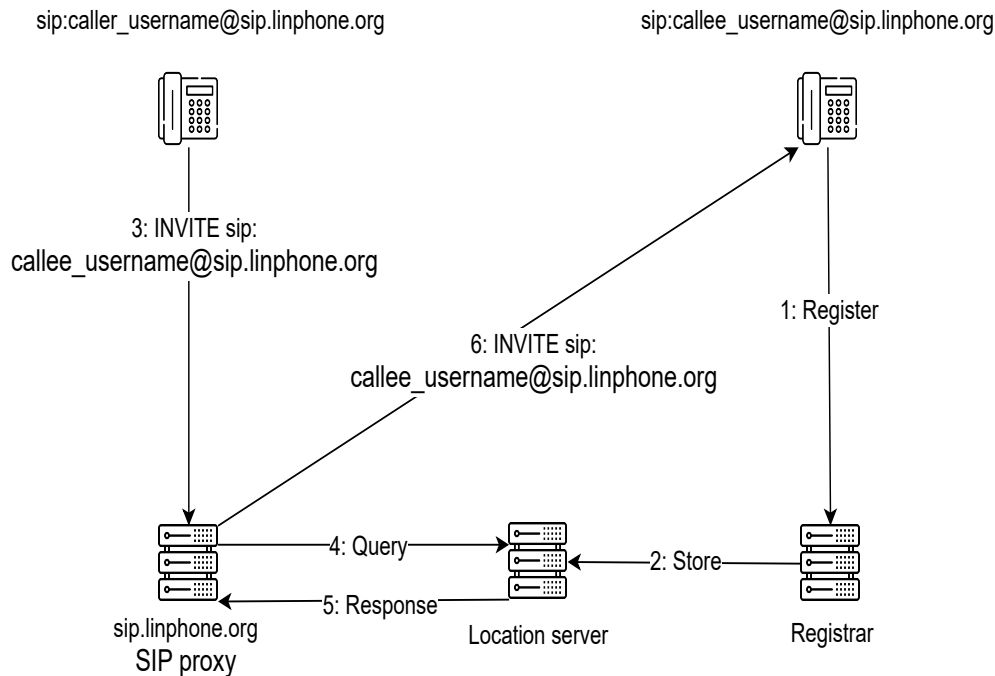 sip:caller_username@sip.linphone.org
sip:callee_username@sip.linphone.org
3: INVITE sip:
callee_username@sip.linphone.org
1: Register
6: INVITE sip:
callee_username@sip.linphone.org
4: Query
2: Store
5: Response
sip.linphone.org
SIP proxy
Location server
Registrar